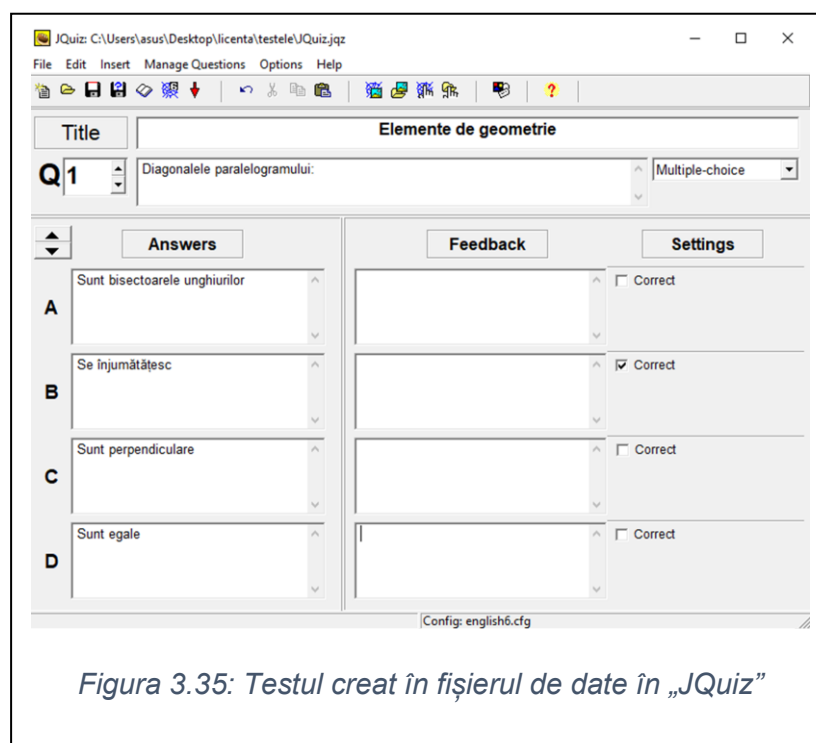 JQuiz: C:\Users\asus\Desktop\licenta\testele\JQuiz.jqz
File Edit Insert Manage Questions Options Help
Title Elemente de geometrie
Q 1 Diagonalele paralelogramului: Multiple-choice
Answers Feedback Settings
A Sunt bisectoarele unghiurilor Correct
B Se înjumătățesc Correct
C Sunt perpendiculare Correct
D Sunt egale Correct
Config: english6.cfg
Figura 3.35: Testul creat în fișierul de date în „JQuiz”